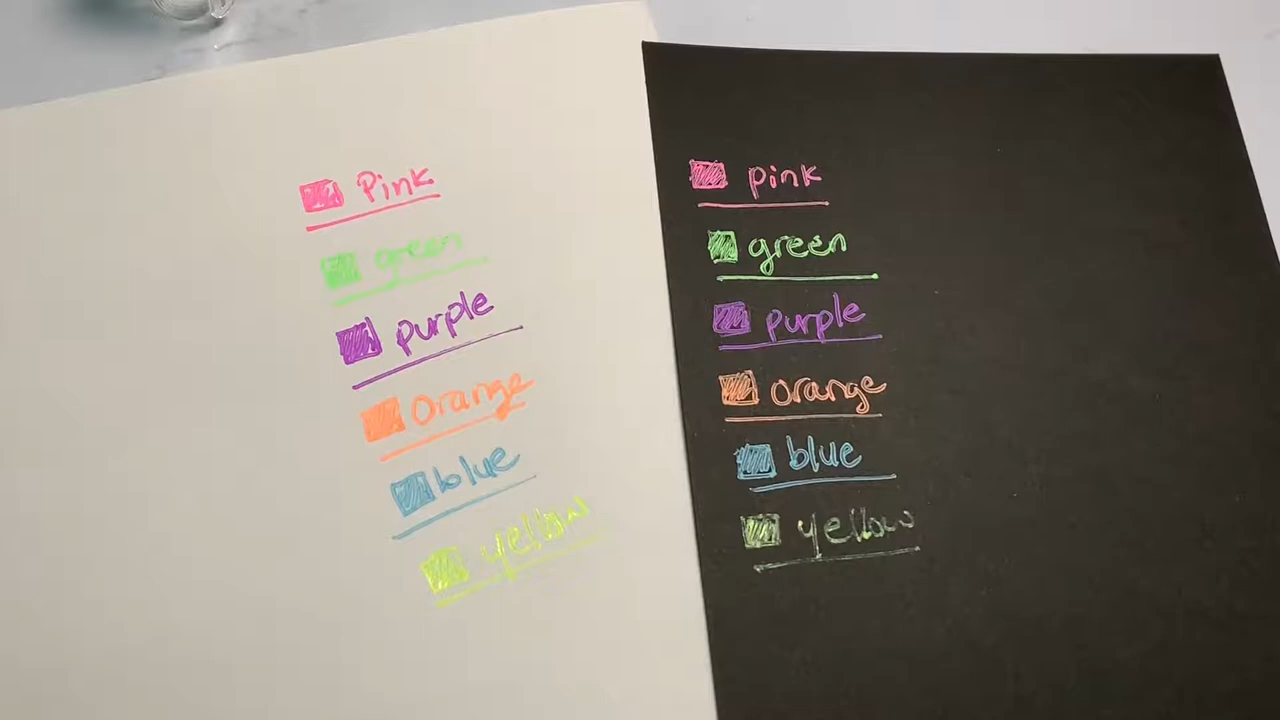 Pink
green
purple
Orange
blue
yellow
pink
green
purple
orange
blue
yellow